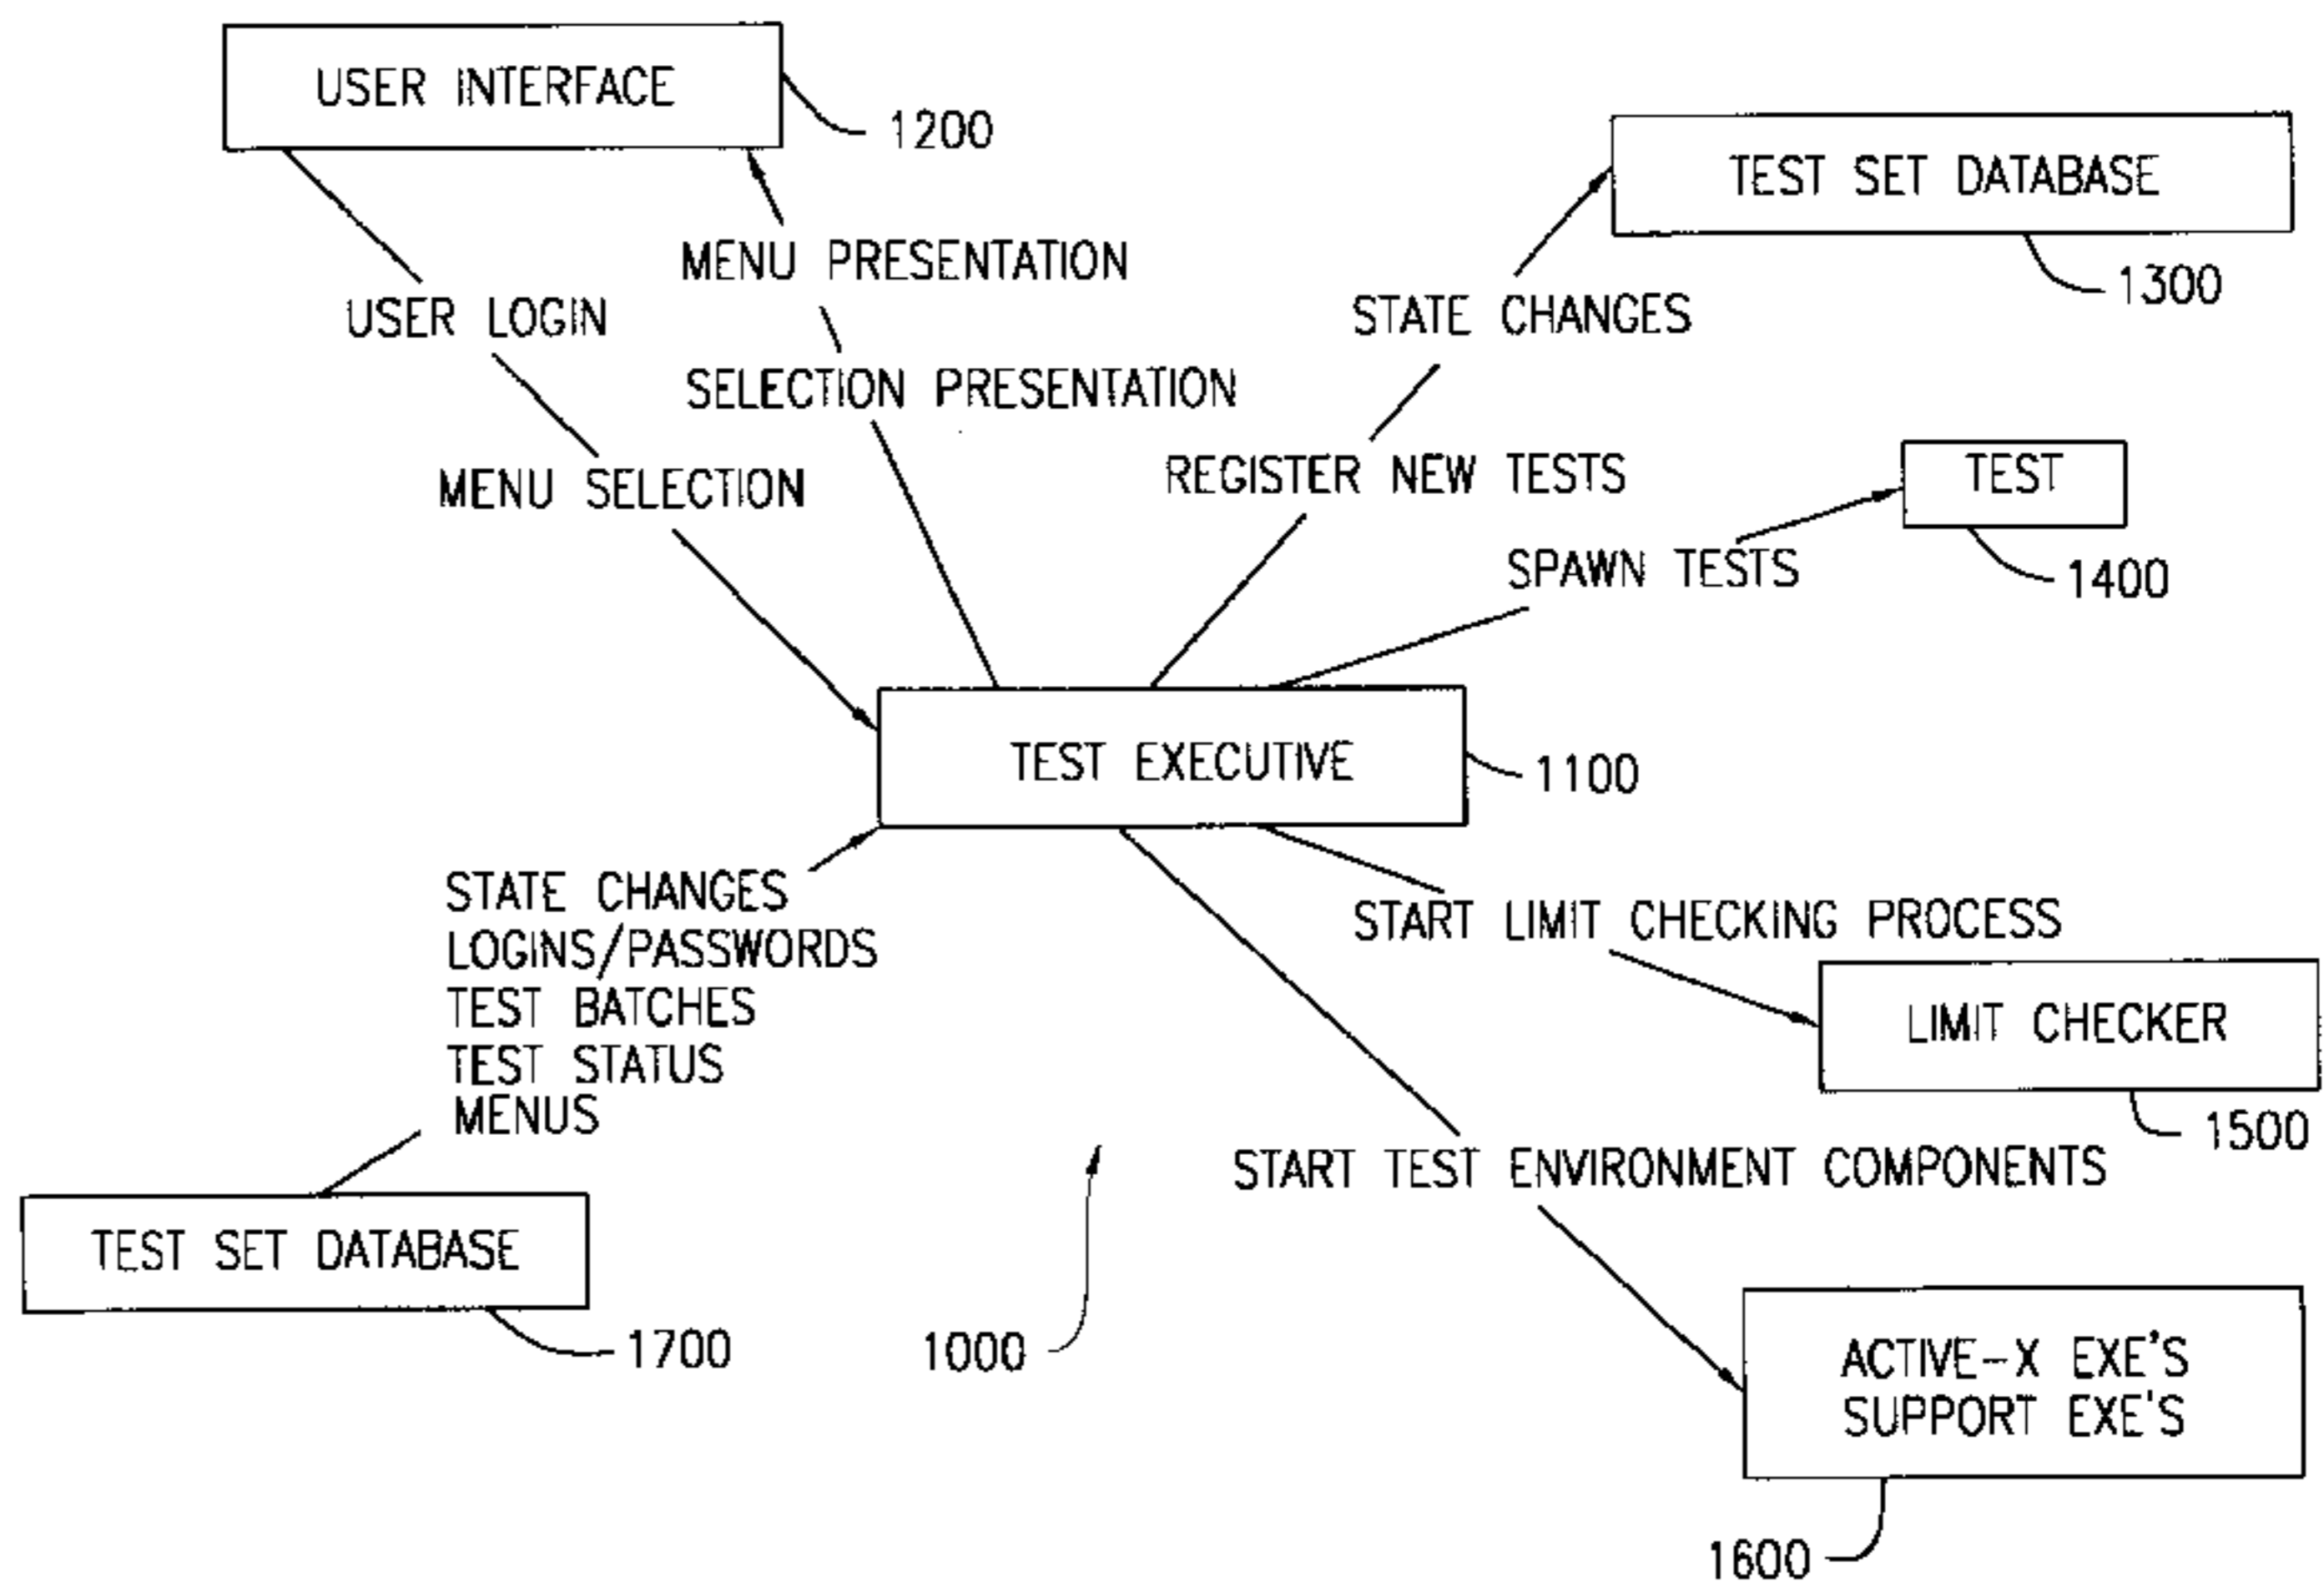 USER INTERFACE
1200
TEST SET DATABASE
1300
MENU PRESENTATION
USER LOGIN
STATE CHANGES
SELECTION PRESENTATION
MENU SELECTION
REGISTER NEW TESTS
TEST
1400
SPAWN TESTS
TEST EXECUTIVE
1100
STATE CHANGES
LOGINS/PASSWORDS
TEST BATCHES
TEST STATUS
MENUS
START LIMIT CHECKING PROCESS
LIMIT CHECKER
1500
START TEST ENVIRONMENT COMPONENTS
TEST SET DATABASE
1700
1000
ACTIVE-X EXE'S
SUPPORT EXE'S
1600